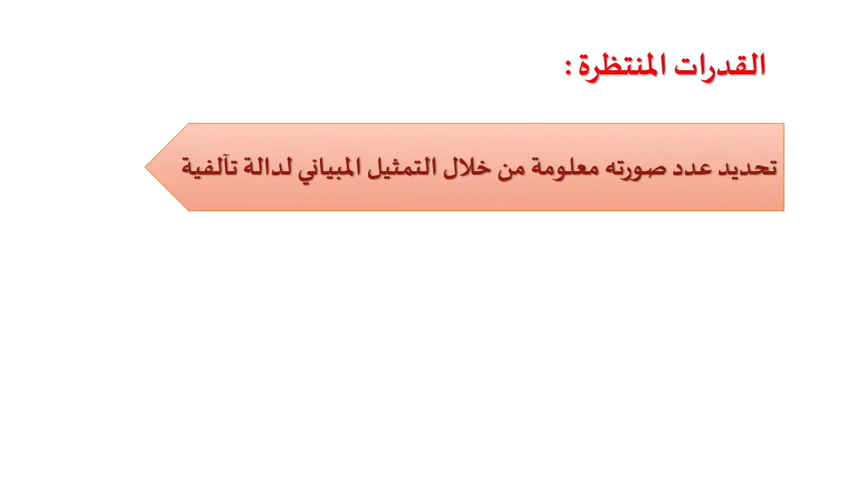 القدرات المنتظرة :
تحديد عدد صورته معلومة من خلال التمثيل المبياني لدالة تآلفية